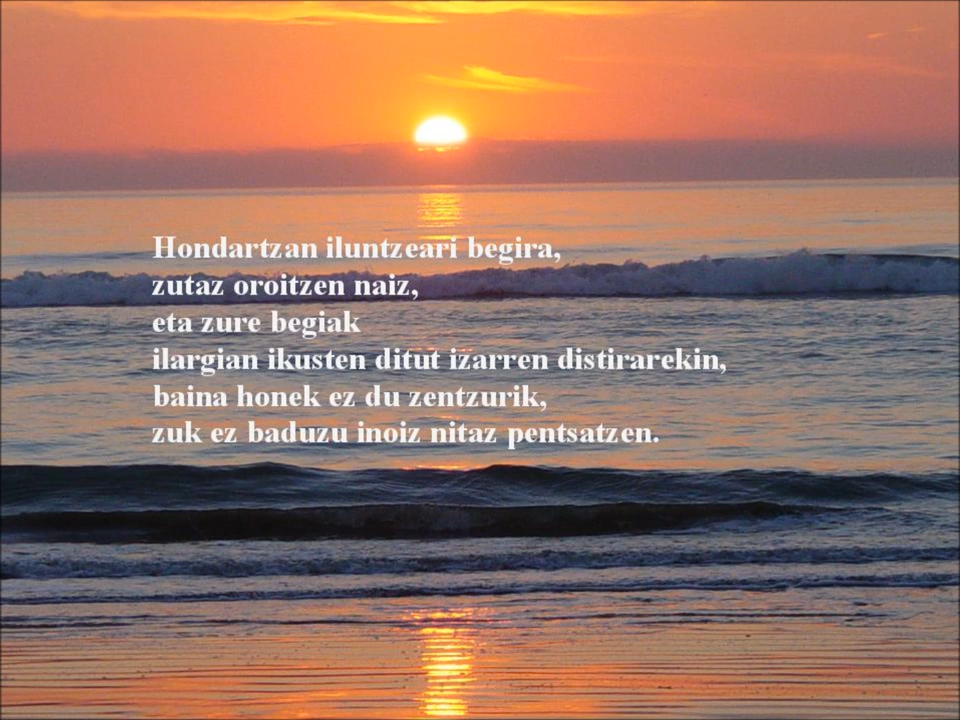 Hondartzan iluntzeari begira,
zutaz oroitzen naiz,
eta zure begiak
ilargian ikusten ditut izarren distirarekin,
baina honek ez du zentzurik,
zuk ez baduzu inoiz nitaz pentsatzen.